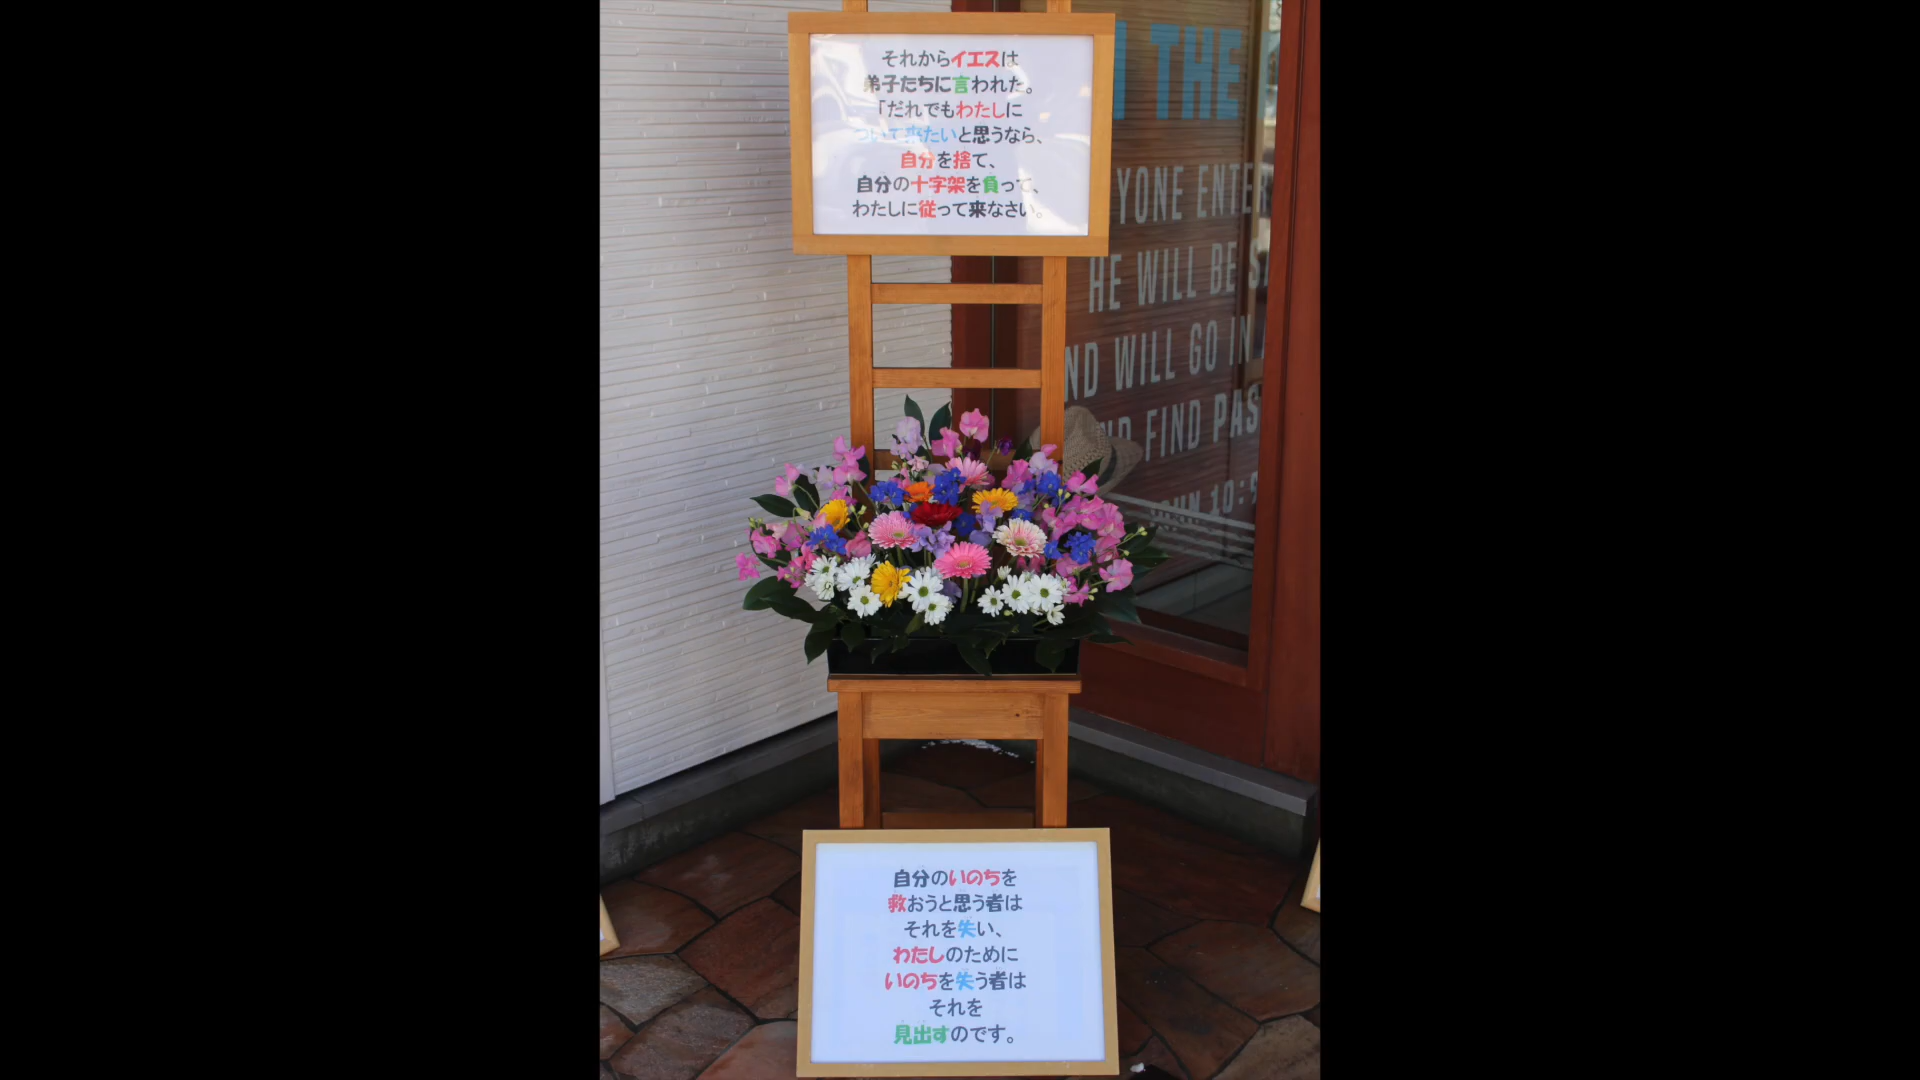 それからイエスは
弟子たちに言われた。
「だれでもわたしに
ついて来たいと思うなら、
自分を捨て、
自分の十字架を負って、
わたしに従って来なさい。
THE
YONE ENTE
HE WILL BE S
ND WILL GO IN
ND FIND PAS
JOHN 10:9
自分のいのちを
救おうと思う者は
それを失い、
わたしのために
いのちを失う者は
それを
見出すのです。